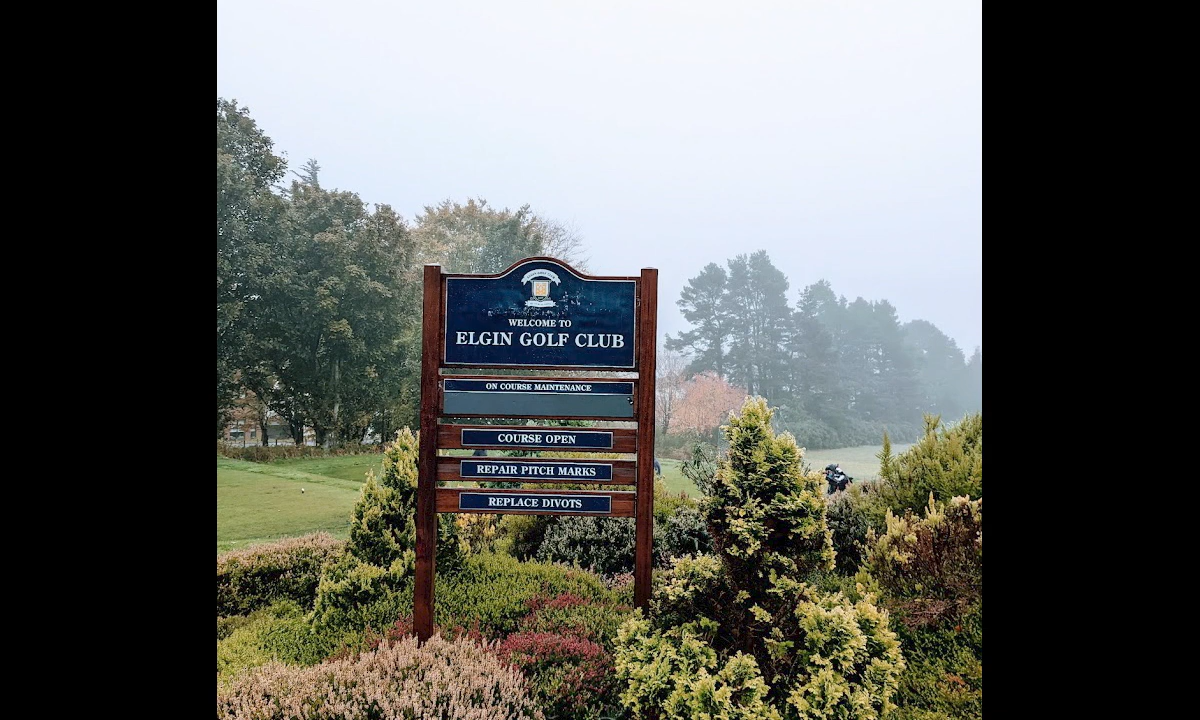 WELCOME TO
ELGIN GOLF CLUB
ON COURSE MAINTENANCE
COURSE OPEN
REPAIR PITCH MARKS
REPLACE DIVOTS